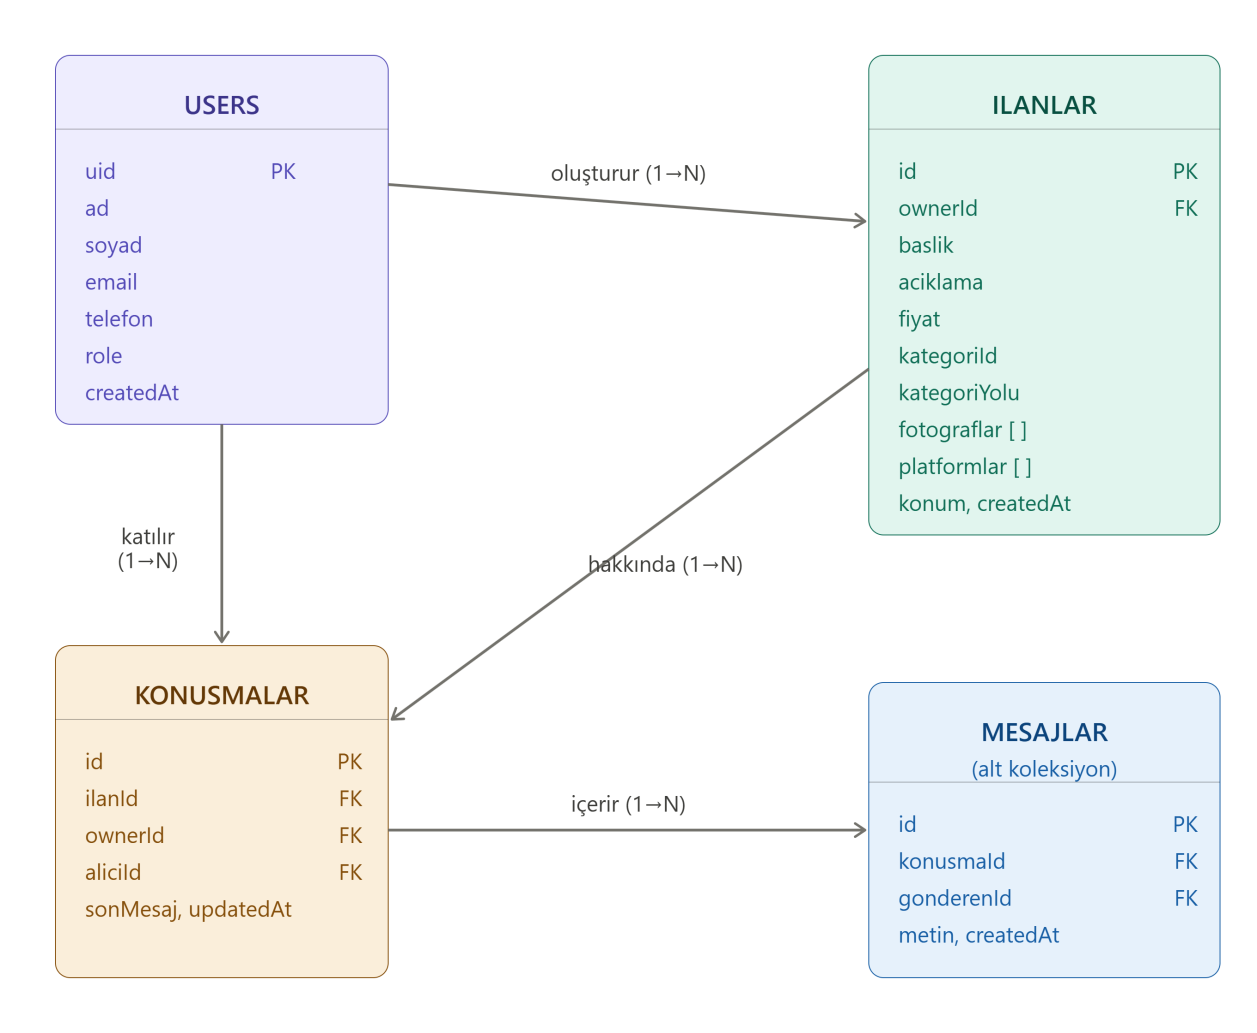 USERS
uid PK
ad
soyad
email
telefon
role
createdAt
oluşturur (1→N)
ILANLAR
id PK
ownerId FK
baslik
aciklama
fiyat
kategoriId
kategoriYolu
fotograflar [ ]
platformlar [ ]
konum, createdAt
katılır
(1→N)
hakkında (1→N)
KONUSMALAR
id PK
ilanId FK
ownerId FK
aliciId FK
sonMesaj, updatedAt
içerir (1→N)
MESAJLAR
(alt koleksiyon)
id PK
konusmaId FK
gonderenId FK
metin, createdAt